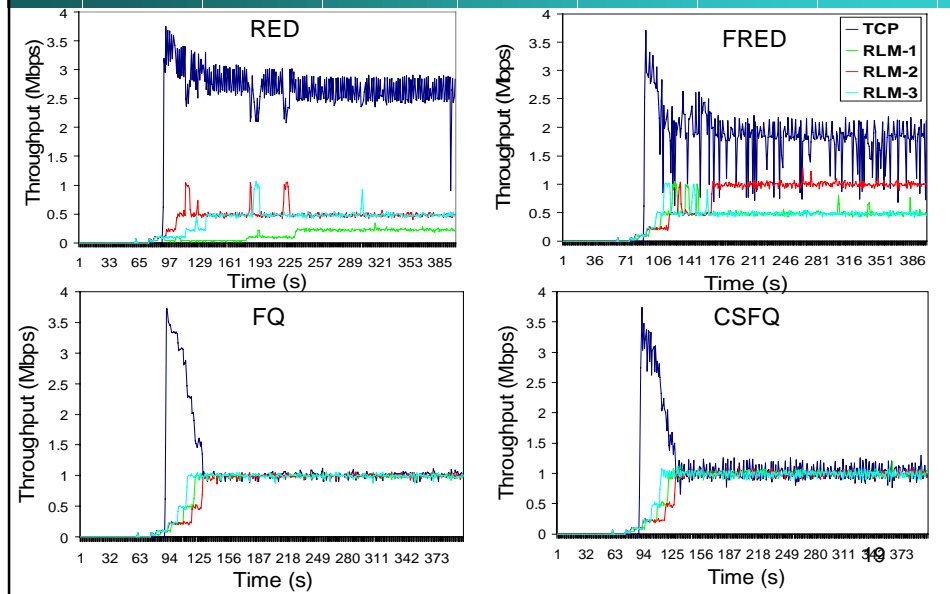 RED
Throughput (Mbps)
4
3.5
3
2.5
2
1.5
1
0.5
0
1 33 65 97 129 161 193 225 257 289 321 353 385
Time (s)
FRED
TCP
RLM-1
RLM-2
RLM-3
Throughput (Mbps)
4
3.5
3
2.5
2
1.5
1
0.5
0
1 36 71 106 141 176 211 246 281 316 351 386
Time (s)
FQ
Throughput (Mbps)
4
3.5
3
2.5
2
1.5
1
0.5
0
1 32 63 94 125 156 187 218 249 280 311 342 373
Time (s)
CSFQ
Throughput (Mbps)
4
3.5
3
2.5
2
1.5
1
0.5
0
1 32 63 94 125 156 187 218 249 280 311 342 373
Time (s)
19